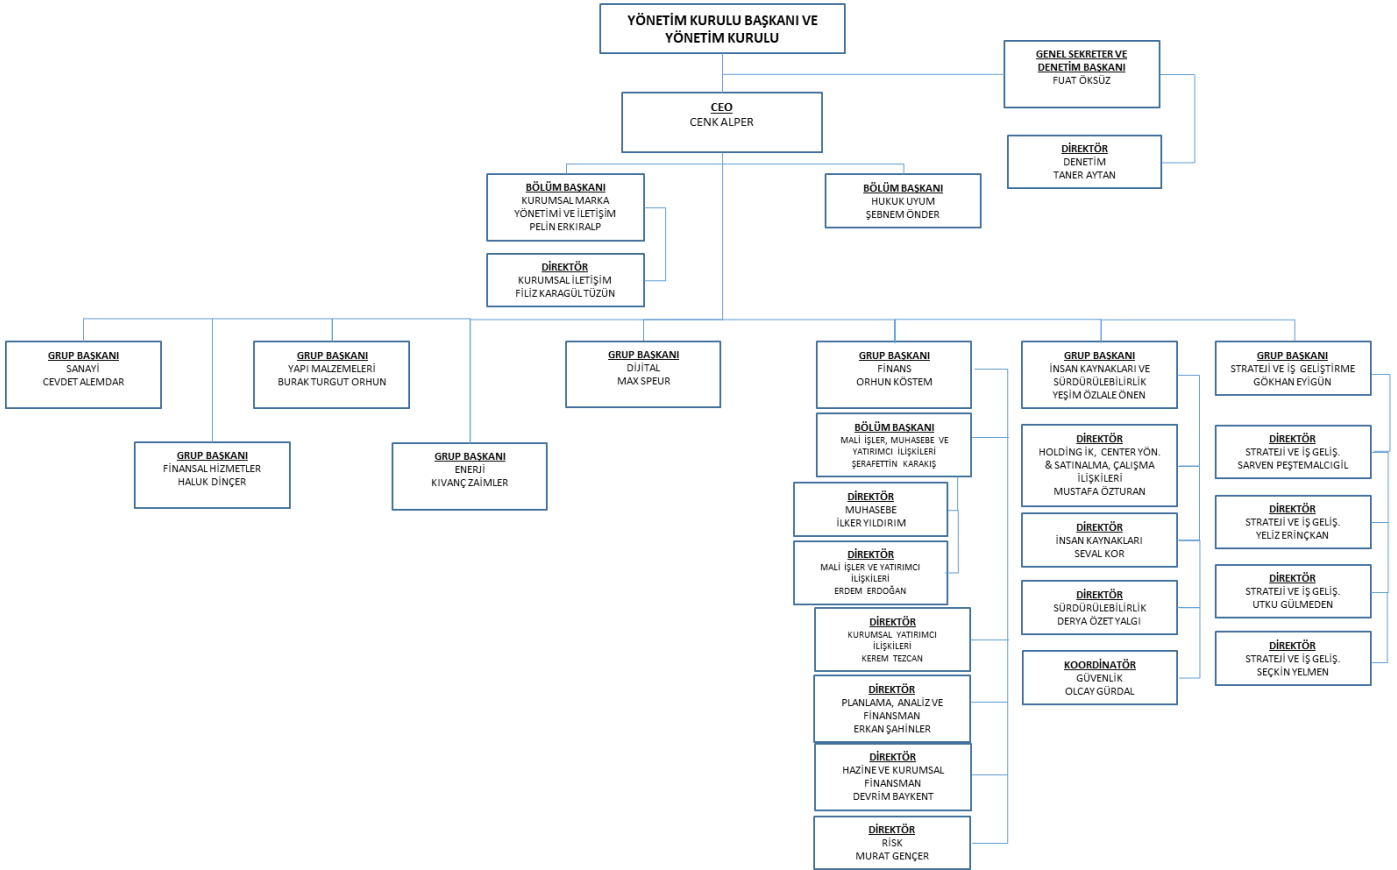 YÖNETİM KURULU BAŞKANI VE
YÖNETİM KURULU
GENEL SEKRETER VE
DENETİM BAŞKANI
FUAT ÖKSÜZ
CEO
CENK ALPER
DİREKTÖR
DENETİM
TANER AYTAN
BÖLÜM BAŞKANI
KURUMSAL MARKA
YÖNETİMİ VE İLETİŞİM
PELİN ERKIRALP
BÖLÜM BAŞKANI
HUKUK UYUM
ŞEBNEM ÖNDER
DİREKTÖR
KURUMSAL İLETİŞİM
FİLİZ KARAGÜL TÜZÜN
GRUP BAŞKANI
SANAYİ
CEVDET ALEMDAR
GRUP BAŞKANI
YAPI MALZEMELERİ
BURAK TURGUT ORHUN
GRUP BAŞKANI
DİJİTAL
MAX SPEUR
GRUP BAŞKANI
FİNANS
ORHUN KÖSTEM
GRUP BAŞKANI
İNSAN KAYNAKLARI VE
SÜRDÜRÜLEBİLİRLİK
YEŞİM ÖZLALE ÖNEN
GRUP BAŞKANI
STRATEJİ VE İŞ GELİŞTİRME
GÖKHAN EYİGÜN
GRUP BAŞKANI
FİNANSAL HİZMETLER
HALUK DİNÇER
GRUP BAŞKANI
ENERJİ
KIVANÇ ZAİMLER
BÖLÜM BAŞKANI
MALİ İŞLER, MUHASEBE VE
YATIRIMCI İLİŞKİLERİ
ŞERAFETTİN KARAKIŞ
DİREKTÖR
MUHASEBE
İLKER YILDIRIM
DİREKTÖR
MALİ İŞLER VE YATIRIMCI
İLİŞKİLERİ
ERDEM ERDOĞAN
DİREKTÖR
KURUMSAL YATIRIMCI
İLİŞKİLERİ
KEREM TEZCAN
DİREKTÖR
PLANLAMA, ANALİZ VE
FİNANSMAN
ERKAN ŞAHİNLER
DİREKTÖR
HAZİNE VE KURUMSAL
FİNANSMAN
DEVRİM BAYKENT
DİREKTÖR
RİSK
MURAT GENÇER
DİREKTÖR
HOLDİNG İK, CENTER YÖN.
& SATINALMA, ÇALIŞMA
İLİŞKİLERİ
MUSTAFA ÖZTURAN
DİREKTÖR
İNSAN KAYNAKLARI
SEVAL KOR
DİREKTÖR
SÜRDÜRÜLEBİLİRLİK
DERYA ÖZET YALGI
KOORDİNATÖR
GÜVENLİK
OLCAY GÜRDAL
DİREKTÖR
STRATEJİ VE İŞ GELİŞ.
SARVEN PEŞTEMALCIGİL
DİREKTÖR
STRATEJİ VE İŞ GELİŞ.
YELİZ ERİNÇKAN
DİREKTÖR
STRATEJİ VE İŞ GELİŞ.
UTKU GÜLMEDEN
DİREKTÖR
STRATEJİ VE İŞ GELİŞ.
SEÇKİN YELMEN